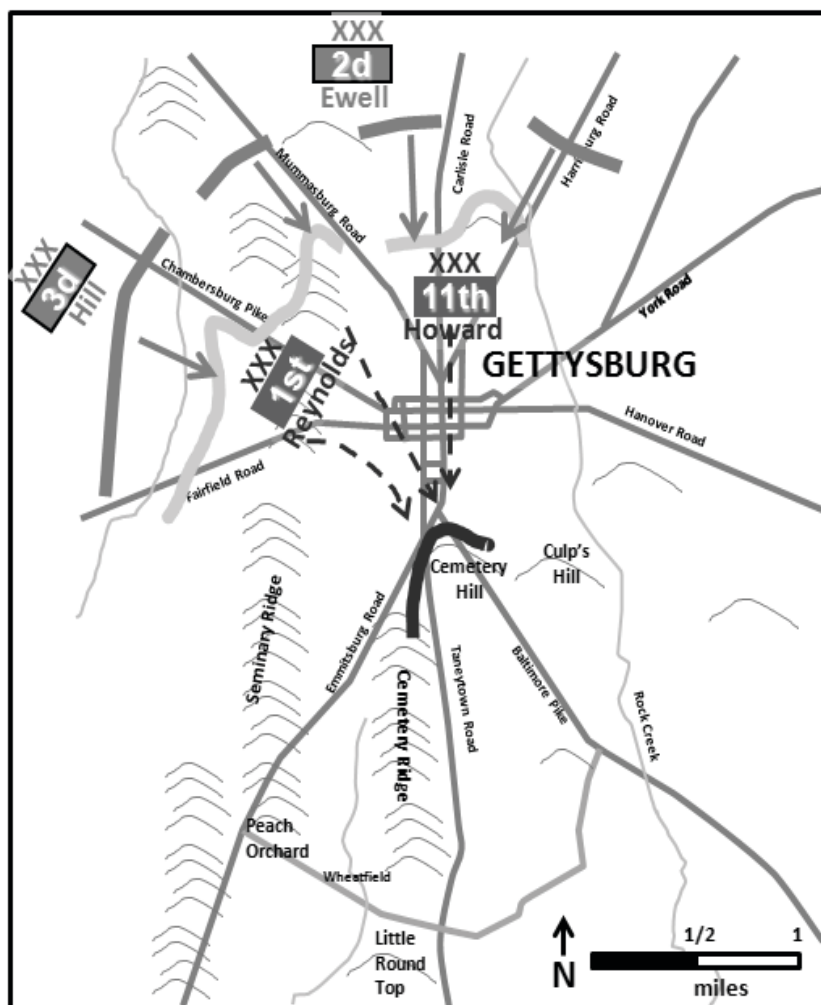 XXX
2d
Ewell
Mummasburg Road
Carlisle Road
Harrisburg Road
XXX
3d
Hill
Chambersburg Pike
XXX
11th
Howard
York Road
XXX
1st
Reynolds
GETTYSBURG
Hanover Road
Fairfield Road
Cemetery
Hill
Culp's
Hill
Seminary Ridge
Emmitsburg Road
Cemetery Ridge
Taneytown Road
Baltimore Pike
Rock Creek
Peach
Orchard
Wheatfield
Little
Round
Top
N
1/2
1
miles